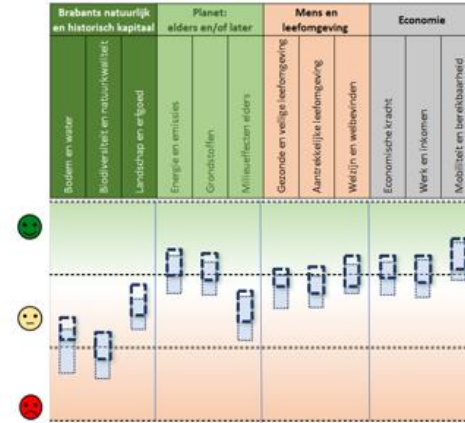 Brabants natuurlijk
en historisch kapitaal
Planet:
elders en/of later
Mens en
leefomgeving
Economie
Bodem en water
Biodiversiteit en natuurkwaliteit
Landschap en erfgoed
Energie en emissies
Grondstoffen
Milieueffecten elders
Gezonde en veilige leefomgeving
Aantrekkelijke leefomgeving
Welzijn en welbevinden
Economische kracht
Werk en inkomen
Mobiliteit en bereikbaarheid